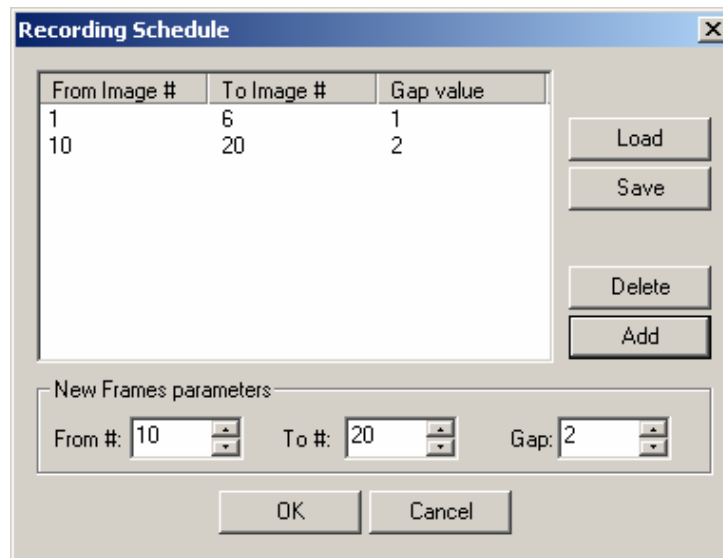 Recording Schedule
From Image # To Image # Gap value
1 6 1
10 20 2
Load
Save
Delete
Add
New Frames parameters
From #: 10 To #: 20 Gap: 2
OK Cancel